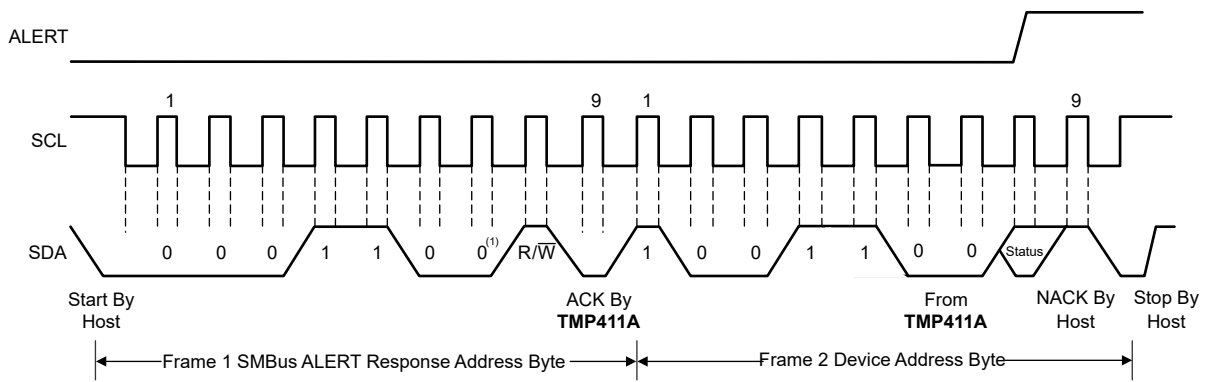 ALERT
1 9 1 9
SCL
SDA 0 0 0 1 1 0 0(1) R/W̅ 1 0 0 1 1 0 0 Status
Start By
Host
ACK By
TMP411A
From
TMP411A
NACK By
Host
Stop By
Host
Frame 1 SMBus ALERT Response Address Byte
Frame 2 Device Address Byte